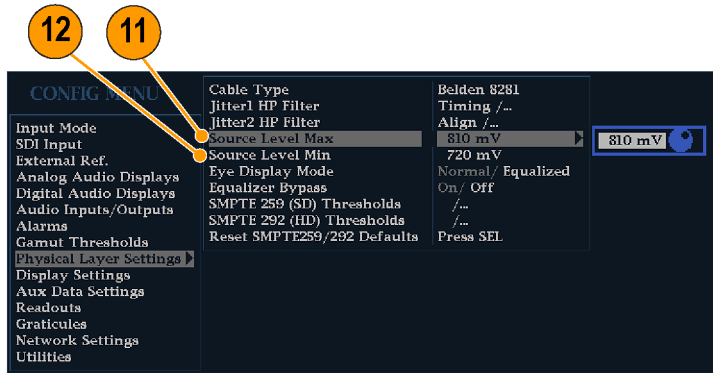 12 11
CONFIG MENU
Input Mode
SDI Input
External Ref.
Analog Audio Displays
Digital Audio Displays
Audio Inputs/Outputs
Alarms
Gamut Thresholds
Physical Layer Settings
Display Settings
Aux Data Settings
Readouts
Graticules
Network Settings
Utilities
Cable Type Belden 8281
Jitter1 HP Filter Timing /...
Jitter2 HP Filter Align /...
Source Level Max 810 mV 810 mV
Source Level Min 720 mV
Eye Display Mode Normal/ Equalized
Equalizer Bypass On/ Off
SMPTE 259 (SD) Thresholds /...
SMPTE 292 (HD) Thresholds /...
Reset SMPTE259/292 Defaults Press SEL